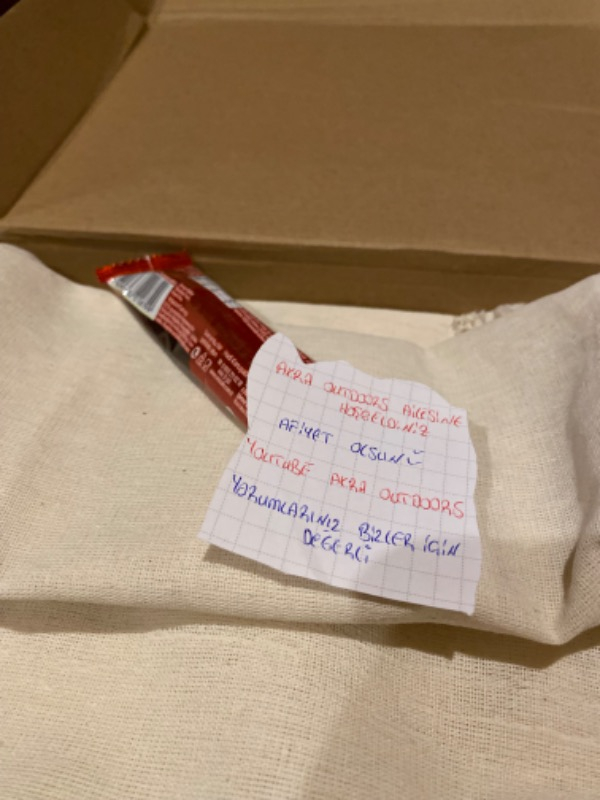 AKRA OUTDOORS AİLESİNE
HOŞGELDİNİZ
AFİYET OLSUN
YOUTUBE AKRA OUTDOORS
YORUMLARINIZ BİZLER İÇİN
DEĞERLİ